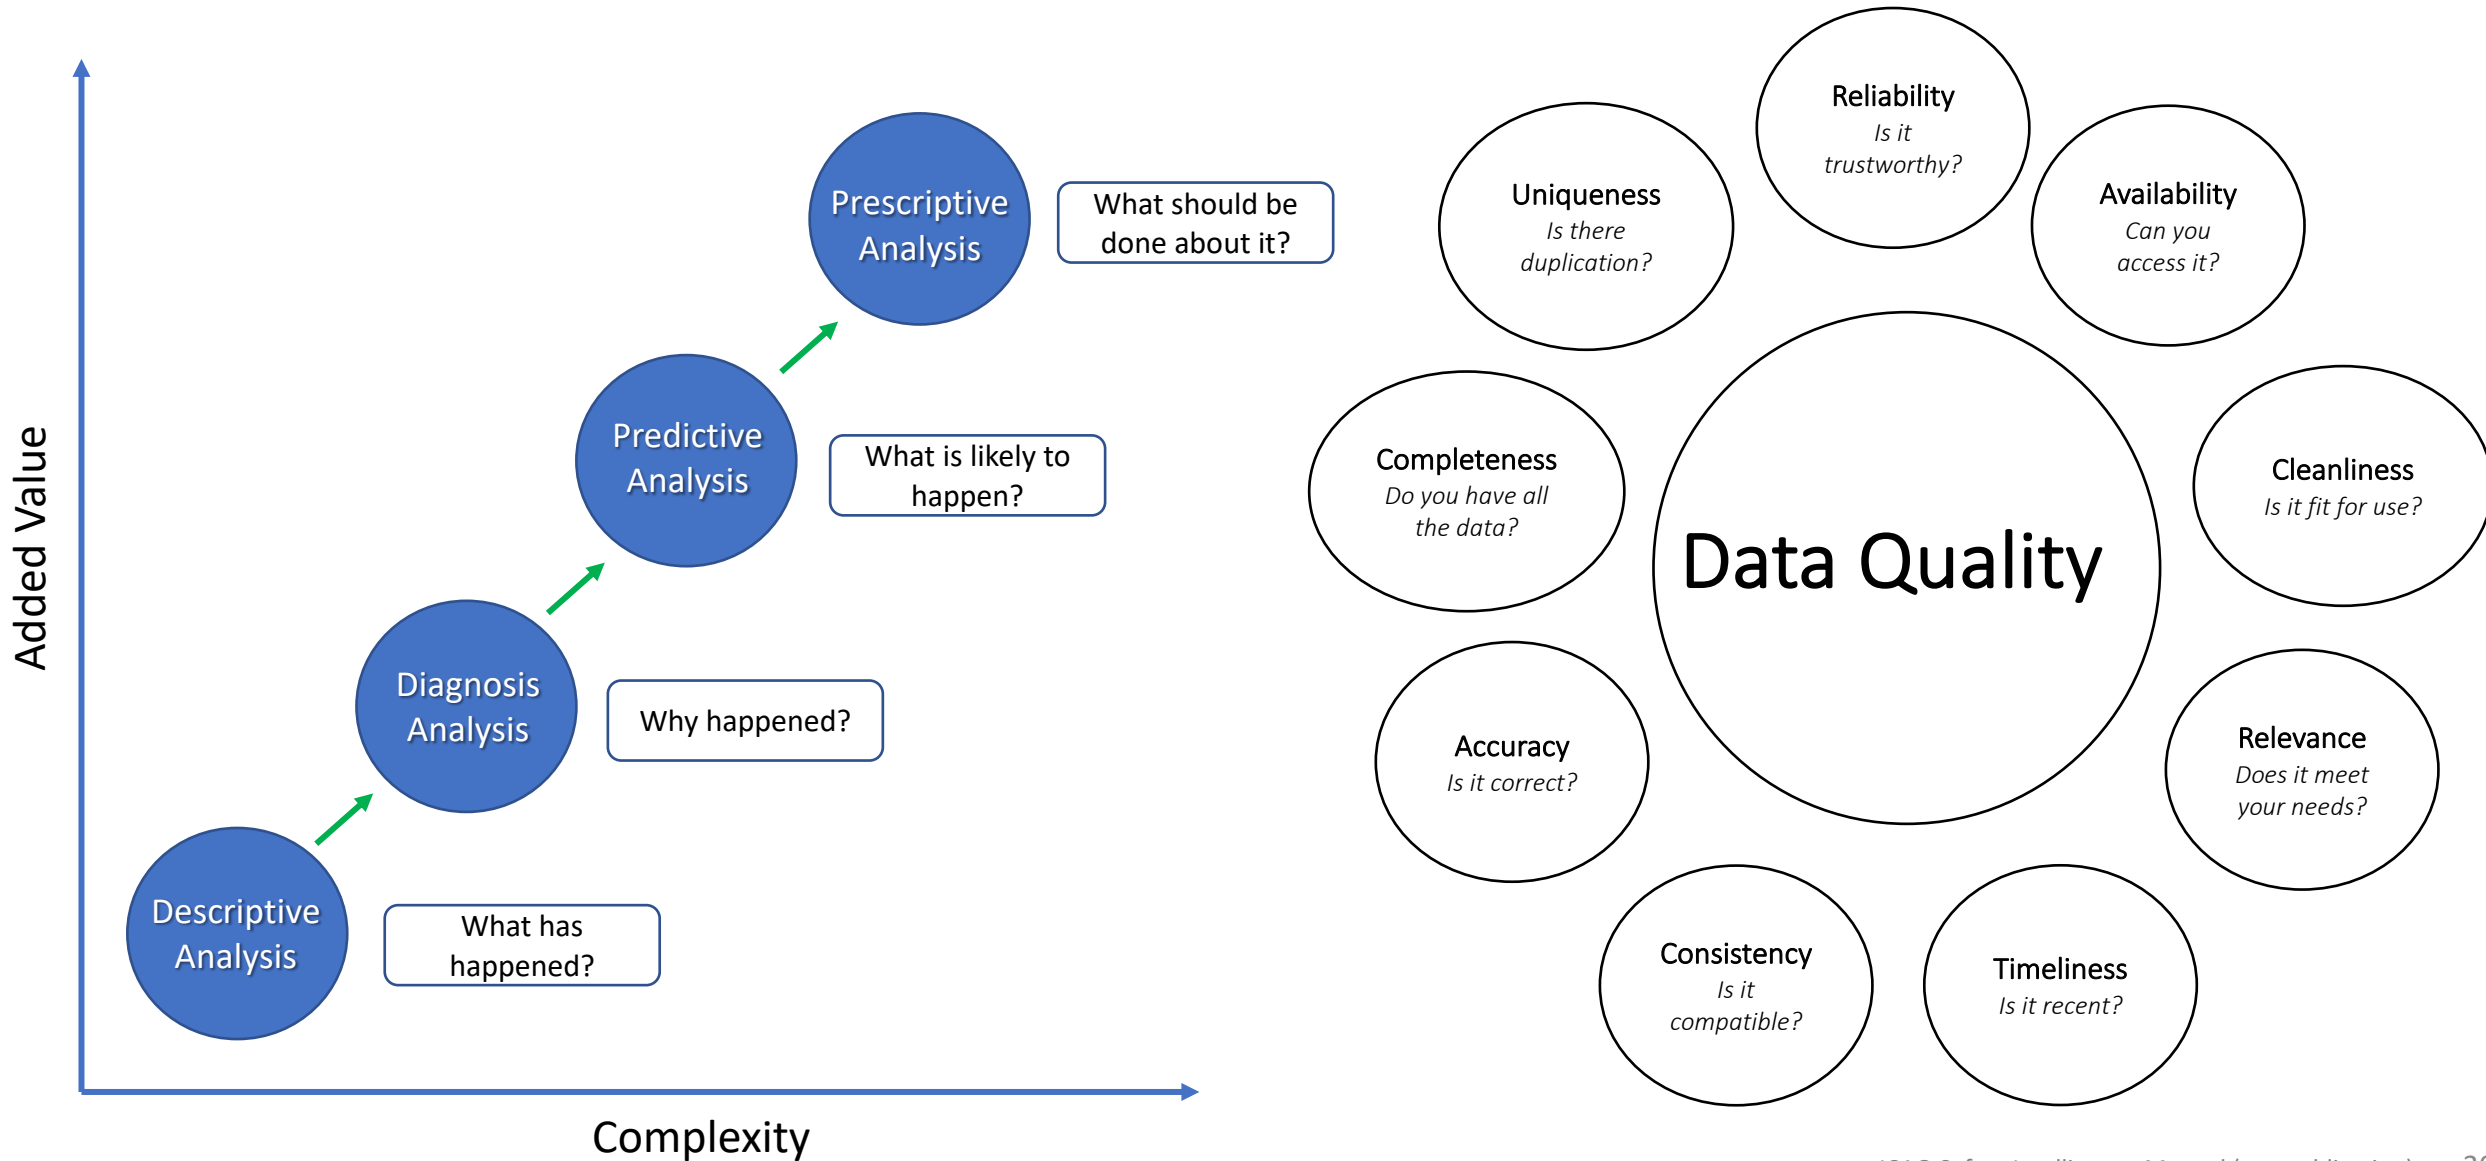 Added Value
Prescriptive
Analysis
What should be
done about it?
Predictive
Analysis
What is likely to
happen?
Diagnosis
Analysis
Why happened?
Descriptive
Analysis
What has
happened?
Complexity
Reliability
Is it
trustworthy?
Uniqueness
Is there
duplication?
Availability
Can you
access it?
Completeness
Do you have all
the data?
Cleanliness
Is it fit for use?
Data Quality
Accuracy
Is it correct?
Relevance
Does it meet
your needs?
Consistency
Is it
compatible?
Timeliness
Is it recent?